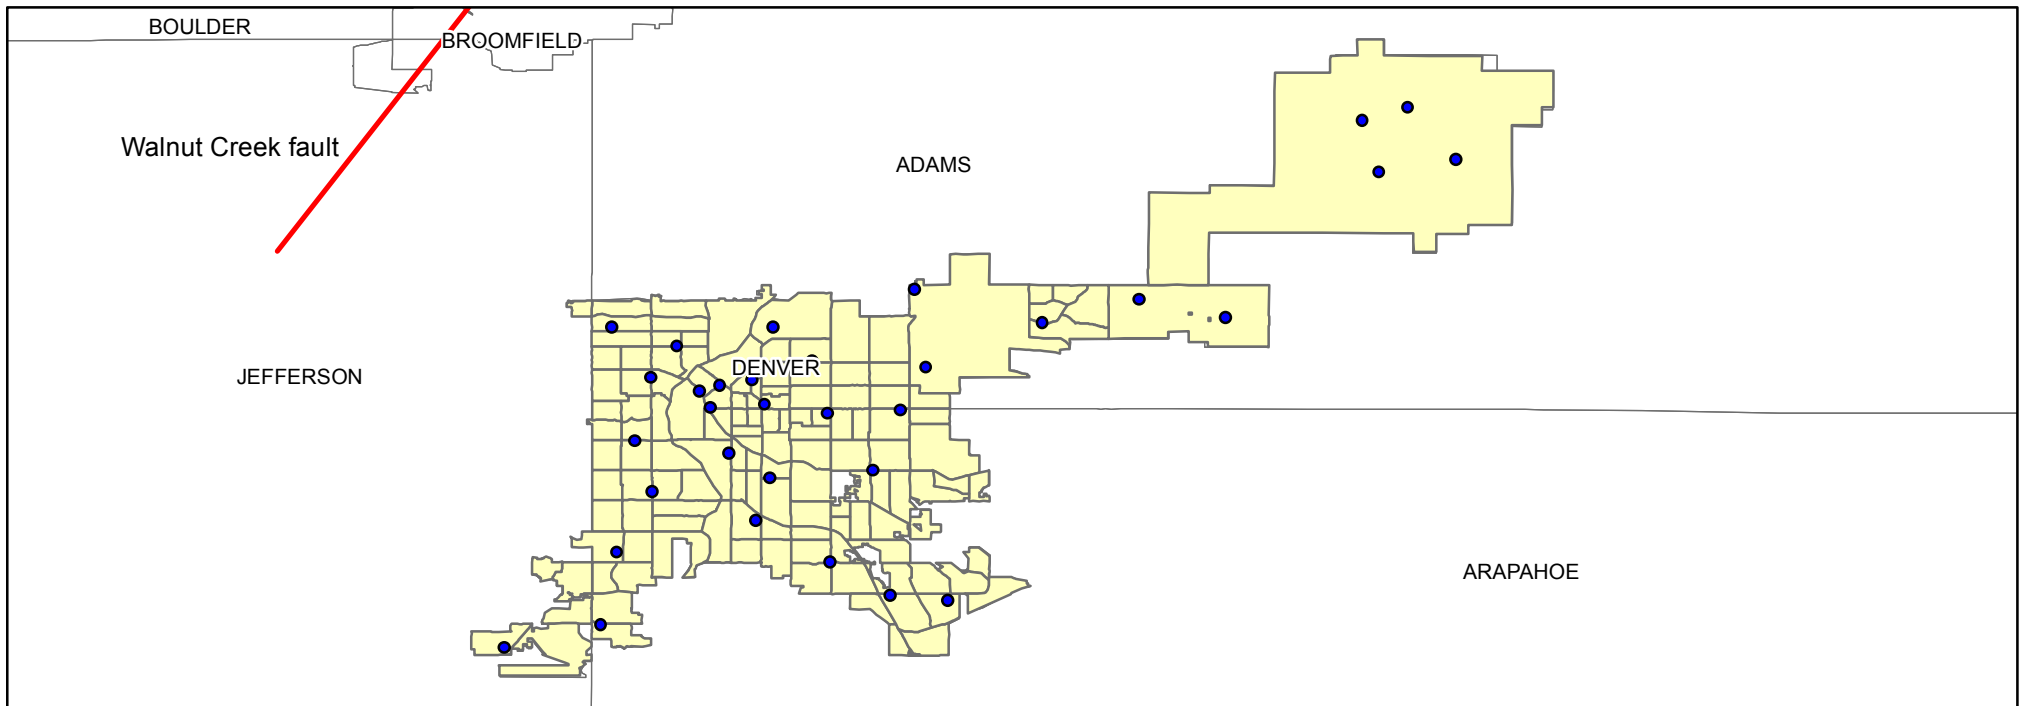 BOULDER
BROOMFIELD
Walnut Creek fault
ADAMS
DENVER
JEFFERSON
ARAPAHOE